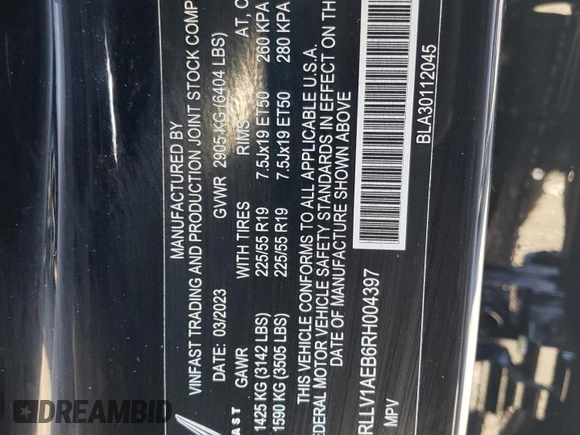 MANUFACTURED BY
VINFAST TRADING AND PRODUCTION JOINT STOCK COMP
DATE: 03/2023 GVWR 2905 KG (6404 LBS)
GAWR WITH TIRES RIMS AT, C
1425 KG (3142 LBS) 225/55 R19 7.5Jx19 ET50 260 KPA
1590 KG (3505 LBS) 225/55 R19 7.5Jx19 ET50 280 KPA
THIS VEHICLE CONFORMS TO ALL APPLICABLE U.S.A.
FEDERAL MOTOR VEHICLE SAFETY STANDARDS IN EFFECT ON TH
DATE OF MANUFACTURE SHOWN ABOVE
RLLV1AEB6RH004397
MPV BLA30112045
AST
DREAMBID